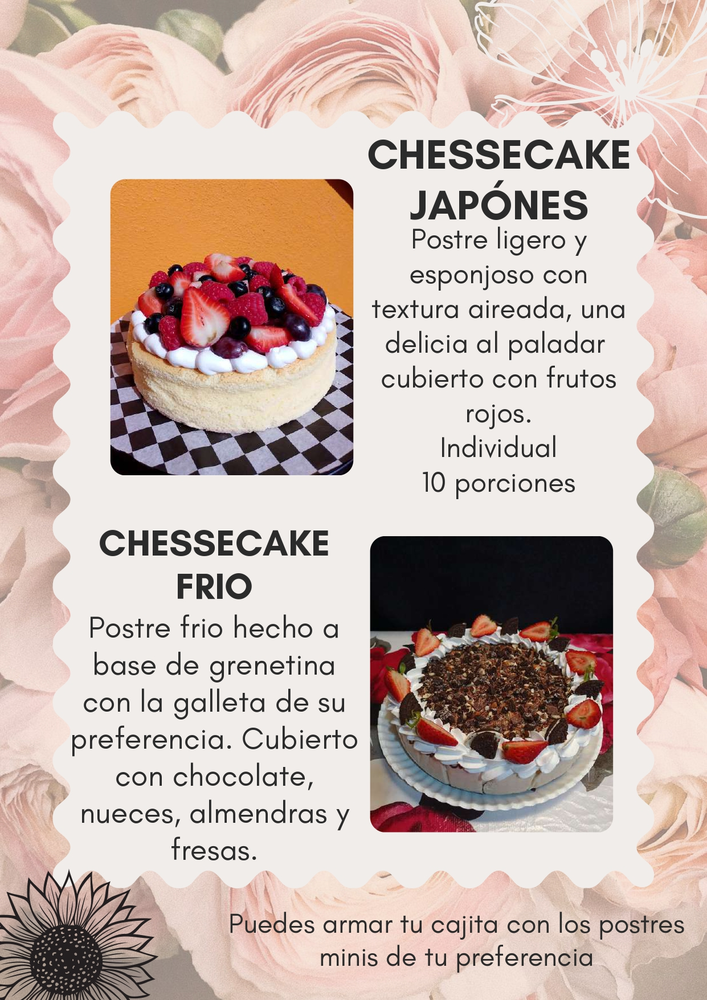 CHESSECAKE
JAPÓNES
Postre ligero y
esponjoso con
textura aireada, una
delicia al paladar
cubierto con frutos
rojos.
Individual
10 porciones
CHESSECAKE
FRIO
Postre frio hecho a
base de grenetina
con la galleta de su
preferencia. Cubierto
con chocolate,
nueces, almendras y
fresas.
Puedes armar tu cajita con los postres
minis de tu preferencia